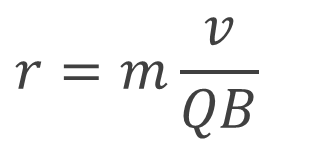 r = m v/QB